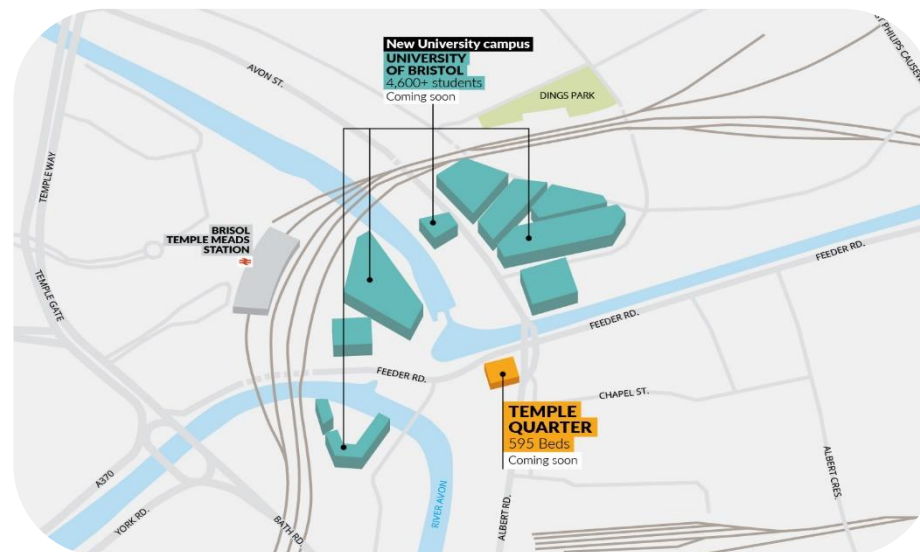 New University campus
UNIVERSITY
OF BRISTOL
4,600+ students
Coming soon
AVON ST.
DINGS PARK
TEMPLE WAY
BRISOL
TEMPLE MEADS
STATION
TEMPLE GATE
FEEDER RD.
FEEDER RD.
FEEDER RD.
CHAPEL ST.
TEMPLE
QUARTER
595 Beds
Coming soon
A370
YORK RD.
BATH RD.
RIVER AVON
ALBERT RD.
ALBERT CRES.